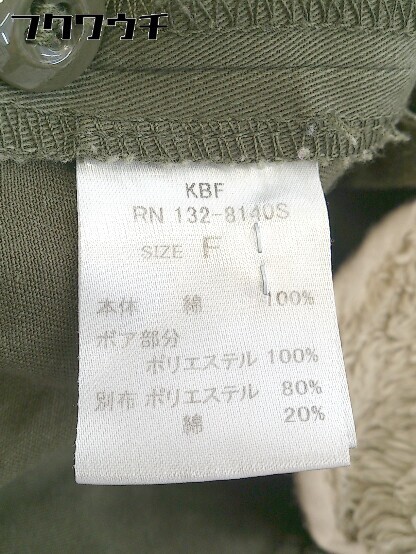 フクワウチ
KBF
RN 132-8140S
SIZE F
本体 綿 100%
ボア部分
ポリエステル 100%
別布 ポリエステル 80%
綿 20%